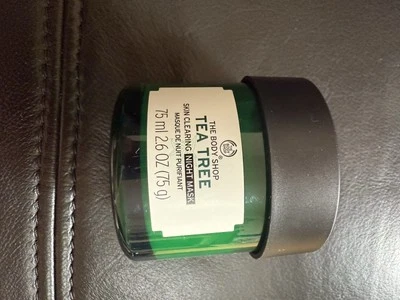 THE BODY SHOP®
TEA TREE
SKIN CLEARING NIGHT MASK
MASQUE DE NUIT PURIFIANT
75 ml 2.6 OZ (75 g)